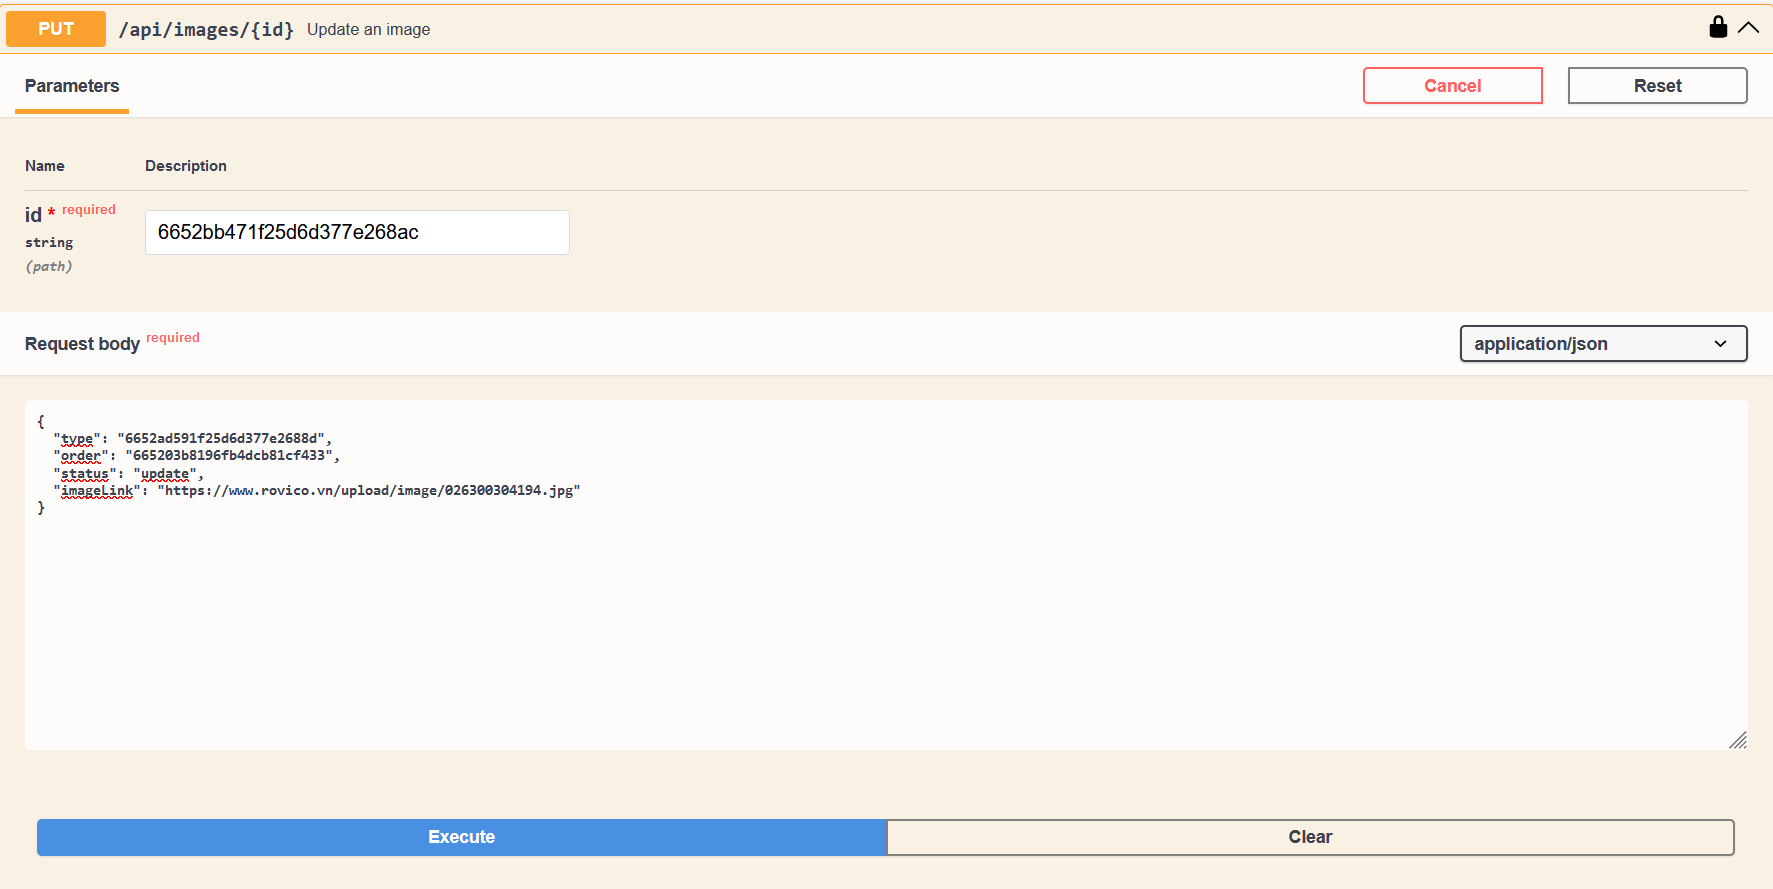 PUT /api/images/{id} Update an image
Parameters
Cancel
Reset
Name Description
id * required
string
(path)
6652bb471f25d6d377e268ac
Request body required
application/json
{
"type": "6652ad591f25d6d377e2688d",
"order": "665203b8196fb4dcb81cf433",
"status": "update",
"imageLink": "https://www.rovico.vn/upload/image/026300304194.jpg"
}
Execute
Clear